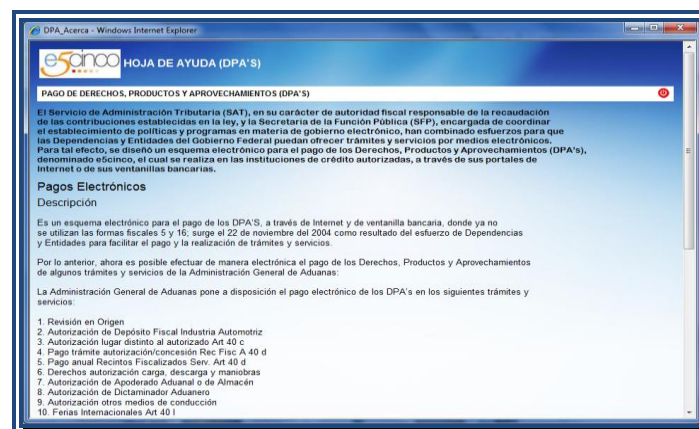 DPA_Acerca - Windows Internet Explorer
e5cinco HOJA DE AYUDA (DPA'S)
PAGO DE DERECHOS, PRODUCTOS Y APROVECHAMIENTOS (DPA'S)
El Servicio de Administración Tributaria (SAT), en su carácter de autoridad fiscal responsable de la recaudación
de las contribuciones establecidas en la ley, y la Secretaría de la Función Pública (SFP), encargada de coordinar
el establecimiento de políticas y programas en materia de gobierno electrónico, han combinado esfuerzos para que
las Dependencias y Entidades del Gobierno Federal puedan ofrecer trámites y servicios por medios electrónicos.
Para tal efecto, se diseñó un esquema electrónico para el pago de los Derechos, Productos y Aprovechamientos (DPA's),
denominado e5cinco, el cual se realiza en las instituciones de crédito autorizadas, a través de sus portales de
Internet o de sus ventanillas bancarias.
Pagos Electrónicos
Descripción
Es un esquema electrónico para el pago de los DPA'S, a través de Internet y de ventanilla bancaria, donde ya no
se utilizan las formas fiscales 5 y 16; surge el 22 de noviembre del 2004 como resultado del esfuerzo de Dependencias
y Entidades para facilitar el pago y la realización de trámites y servicios.
Por lo anterior, ahora es posible efectuar de manera electrónica el pago de los Derechos, Productos y Aprovechamientos
de algunos trámites y servicios de la Administración General de Aduanas:
La Administración General de Aduanas pone a disposición el pago electrónico de los DPA's en los siguientes trámites y
servicios:
1. Revisión en Origen
2. Autorización de Depósito Fiscal Industria Automotriz
3. Autorización lugar distinto al autorizado Art 40 c
4. Pago trámite autorización/concesión Rec Fisc A 40 d
5. Pago anual Recintos Fiscalizados Serv. Art 40 d
6. Derechos autorización carga, descarga y maniobras
7. Autorización de Apoderado Aduanal o de Almacén
8. Autorización de Dictaminador Aduanero
9. Autorización otros medios de conducción
10. Ferias Internacionales Art 40 l